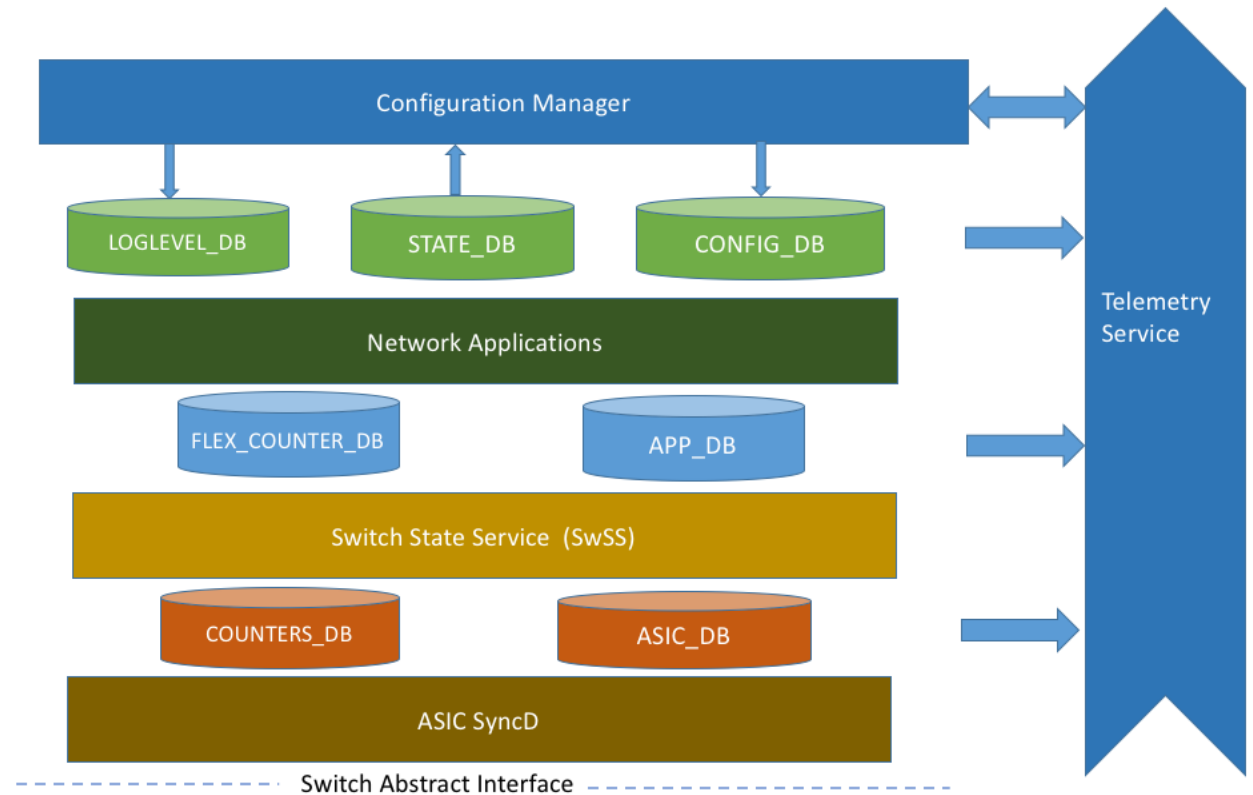 Configuration Manager
LOGLEVEL_DB
STATE_DB
CONFIG_DB
Telemetry
Service
Network Applications
FLEX_COUNTER_DB
APP_DB
Switch State Service (SwSS)
COUNTERS_DB
ASIC_DB
ASIC SyncD
Switch Abstract Interface